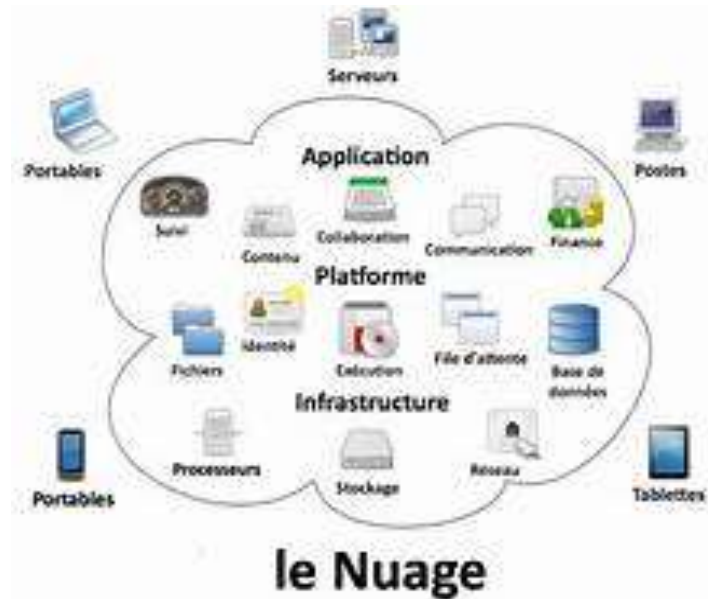 Serveurs
Portables
Postes
Application
Suivi
Contenu
Collaboration
Communication
Finance
Platforme
Fichiers
Identité
Exécution
File d'attente
Base de
données
Infrastructure
Processeurs
Stockage
Réseau
Portables
Tablettes
le Nuage